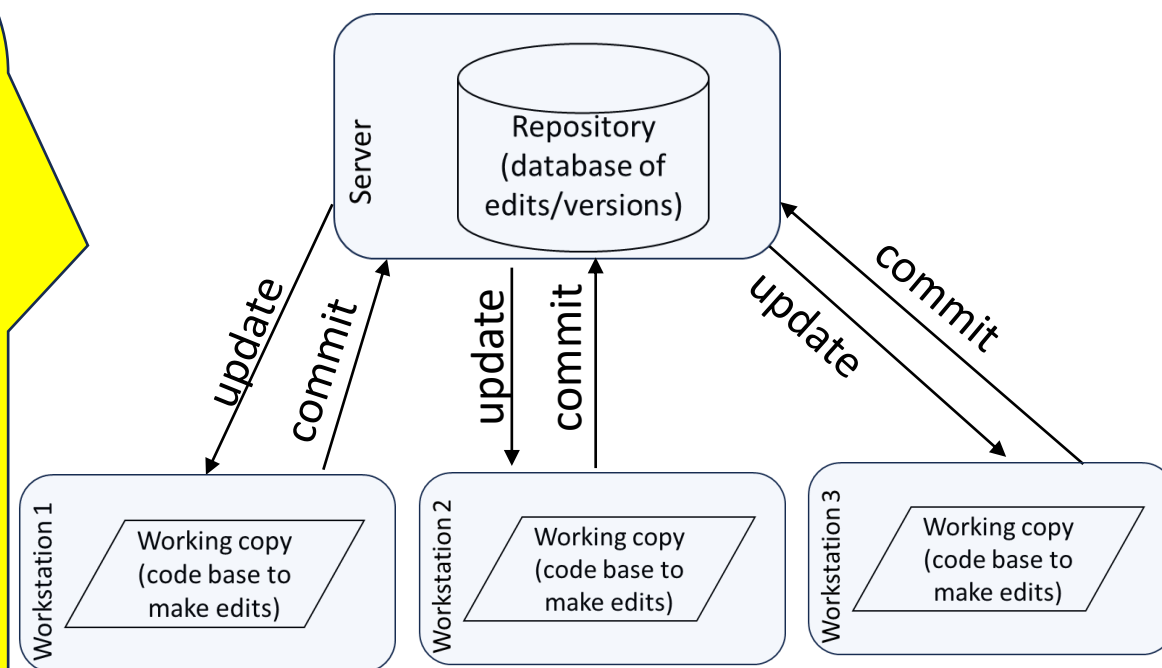 Server
Repository
(database of
edits/versions)
update
commit
update
commit
update
commit
Workstation 1
Working copy
(code base to
make edits)
Workstation 2
Working copy
(code base to
make edits)
Workstation 3
Working copy
(code base to
make edits)